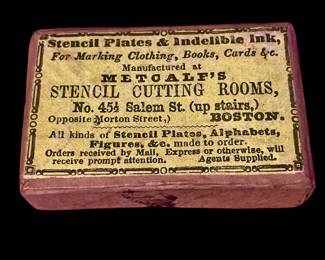 Stencil Plates & Indelible Ink,
For Marking Clothing, Books, Cards &c.
Manufactured at
METCALF'S
STENCIL CUTTING ROOMS,
No. 45½ Salem St. (up stairs,)
Opposite Morton Street,) BOSTON.
All kinds of Stencil Plates, Alphabets,
Figures, &c. made to order.
Orders received by Mail, Express or otherwise, will
receive prompt attention. Agents Supplied.